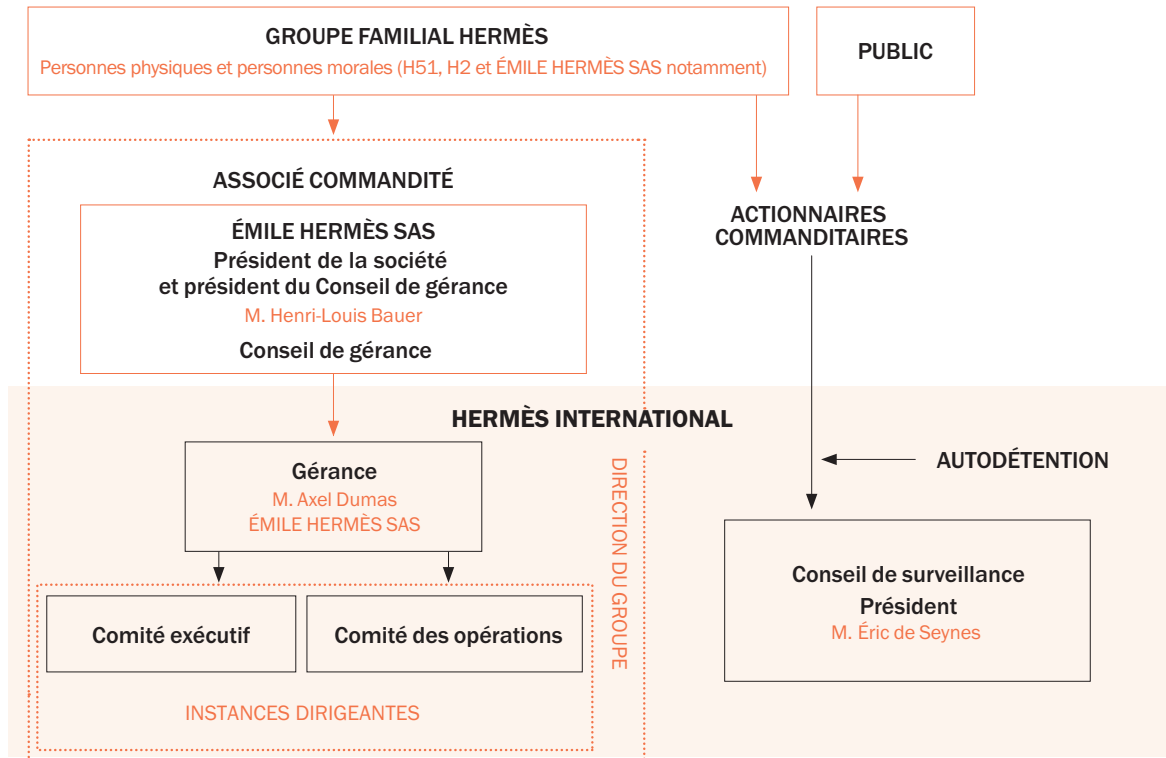 GROUPE FAMILIAL HERMÈS
Personnes physiques et personnes morales (H51, H2 et ÉMILE HERMÈS SAS notamment)
PUBLIC
ASSOCIÉ COMMANDITÉ
ÉMILE HERMÈS SAS
Président de la société
et président du Conseil de gérance
M. Henri-Louis Bauer
Conseil de gérance
ACTIONNAIRES
COMMANDITAIRES
HERMÈS INTERNATIONAL
Gérance
M. Axel Dumas
ÉMILE HERMÈS SAS
DIRECTION DU GROUPE
AUTODÉTENTION
Comité exécutif
Comité des opérations
INSTANCES DIRIGEANTES
Conseil de surveillance
Président
M. Éric de Seynes